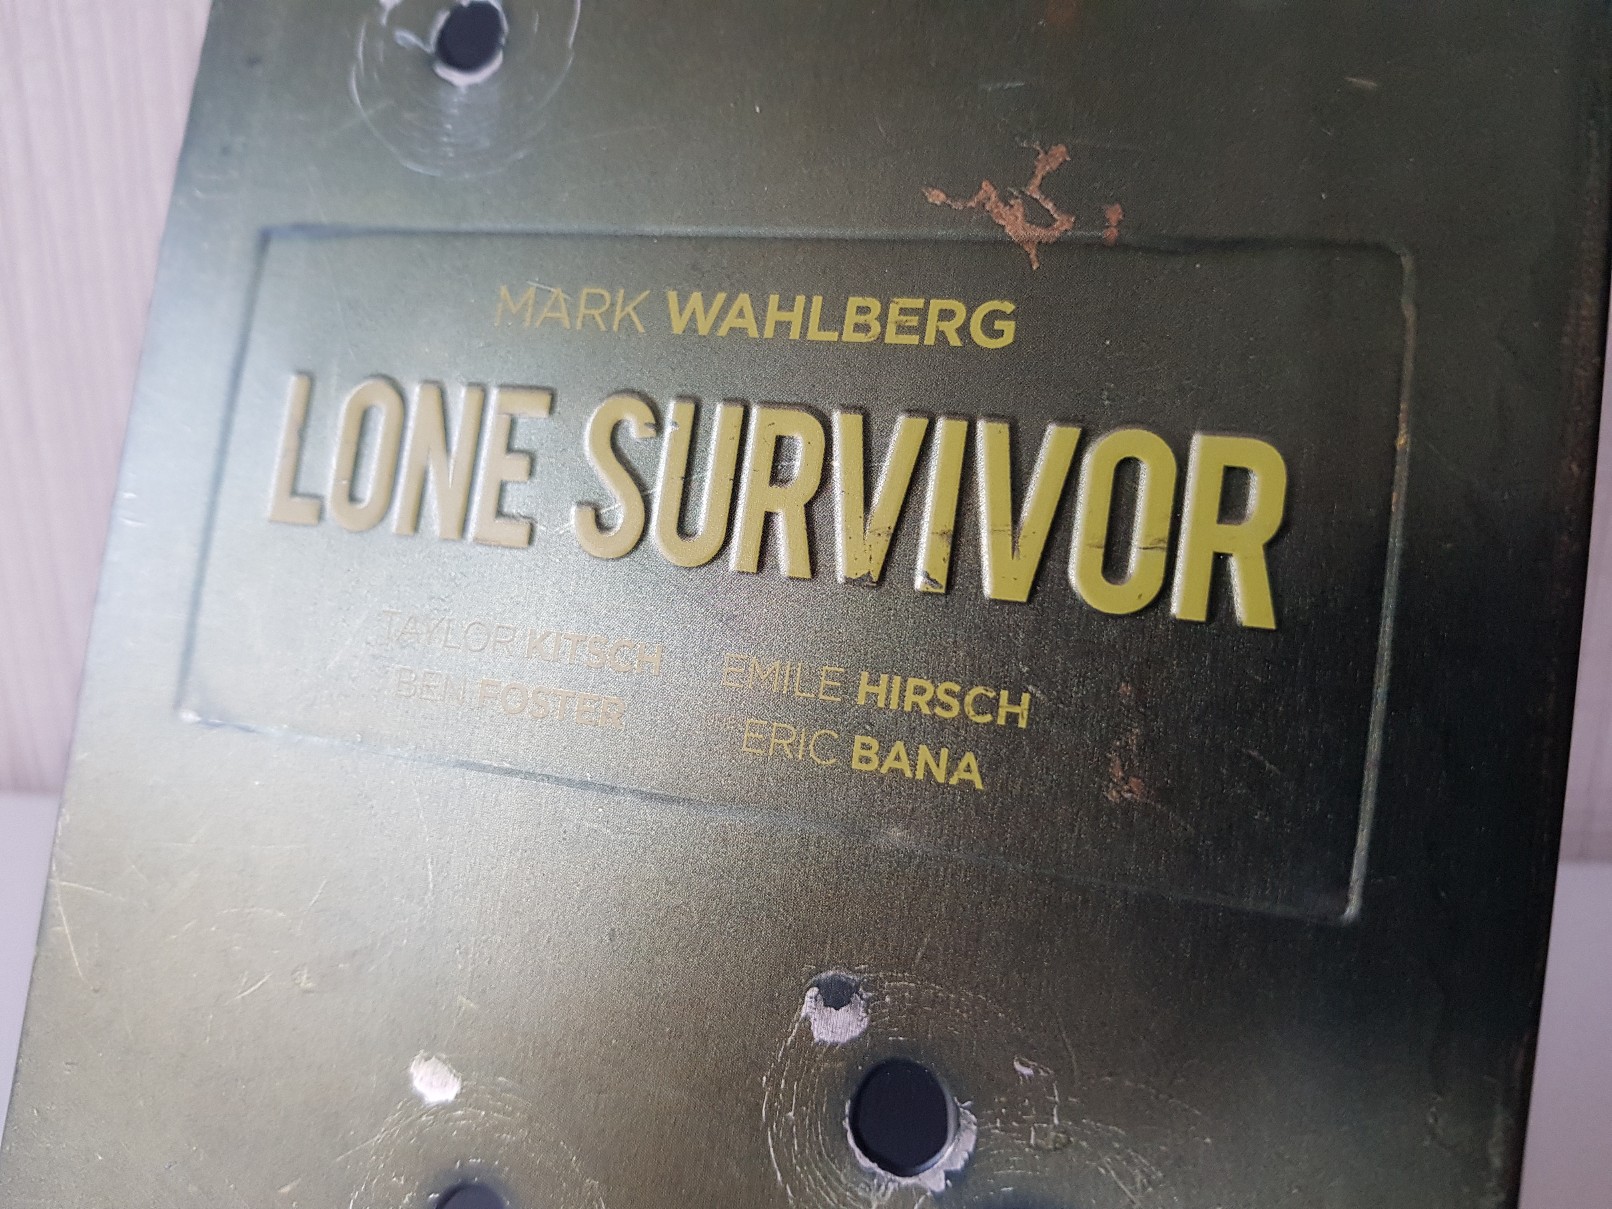 MARK WAHLBERG
LONE SURVIVOR
TAYLOR KITSCH EMILE HIRSCH
BEN FOSTER ERIC BANA